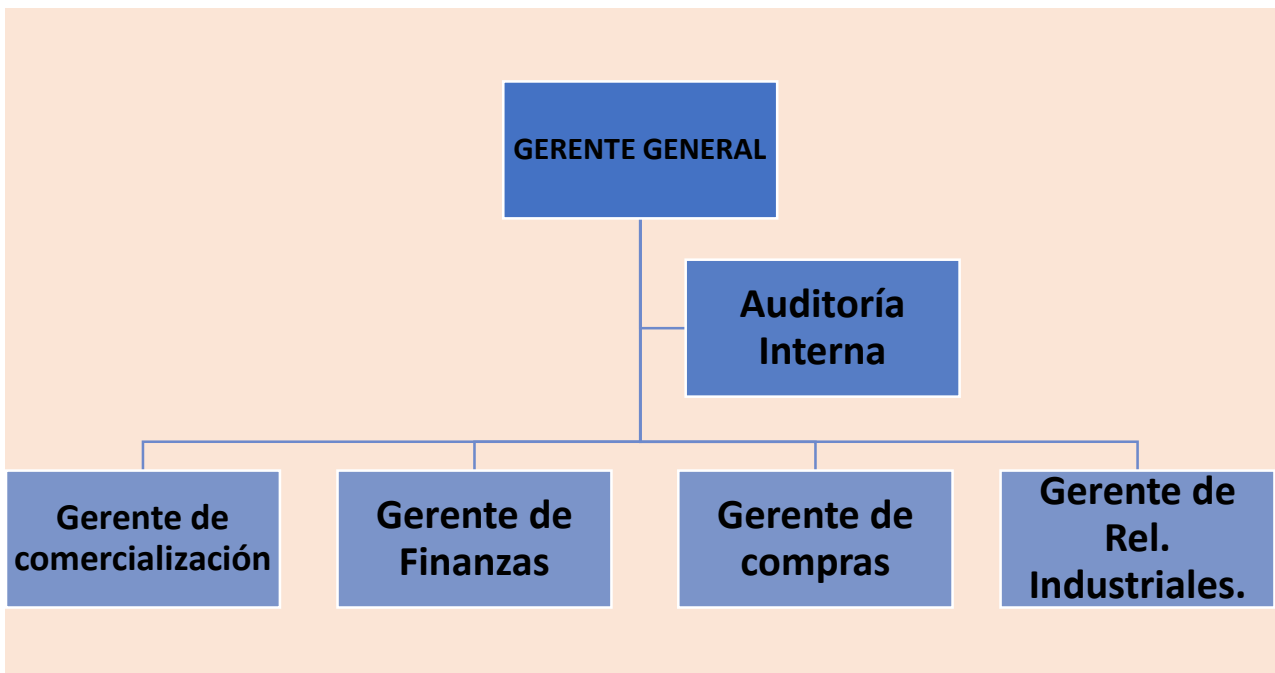 GERENTE GENERAL
Auditoría
Interna
Gerente de
comercialización
Gerente de
Finanzas
Gerente de
compras
Gerente de
Rel.
Industriales.